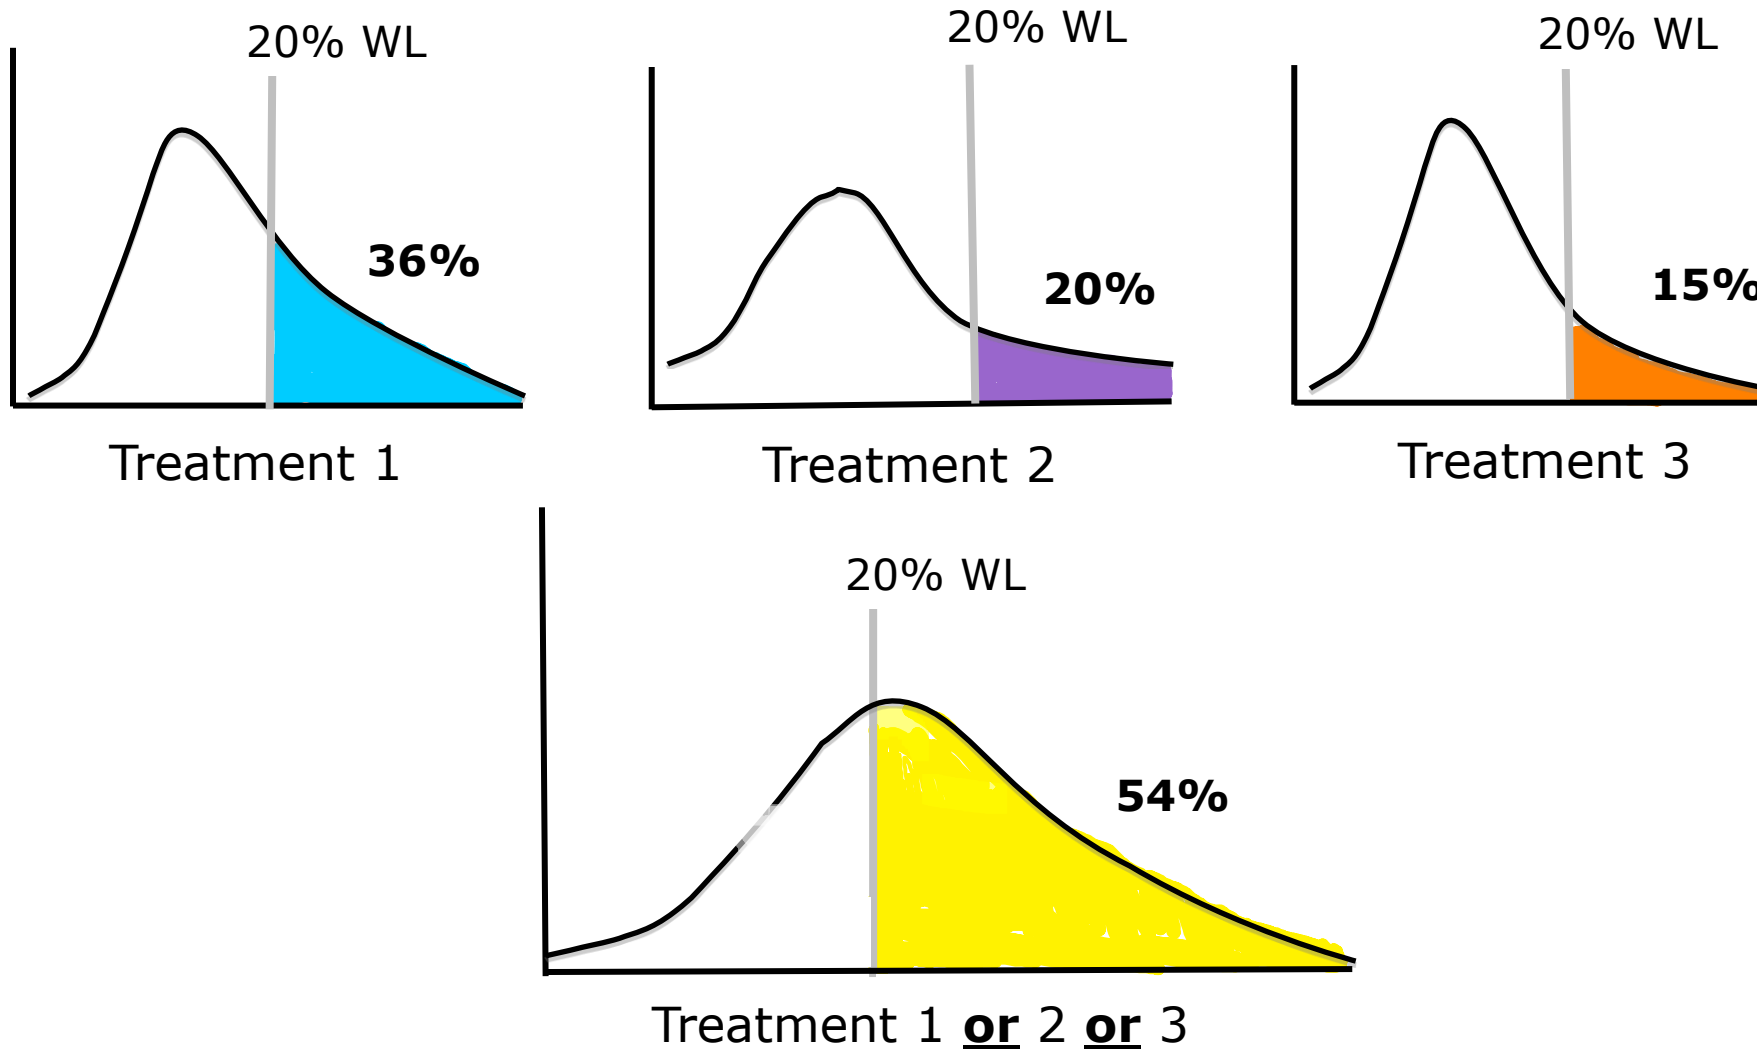 20% WL
36%
Treatment 1
20% WL
20%
Treatment 2
20% WL
15%
Treatment 3
20% WL
54%
Treatment 1 or 2 or 3